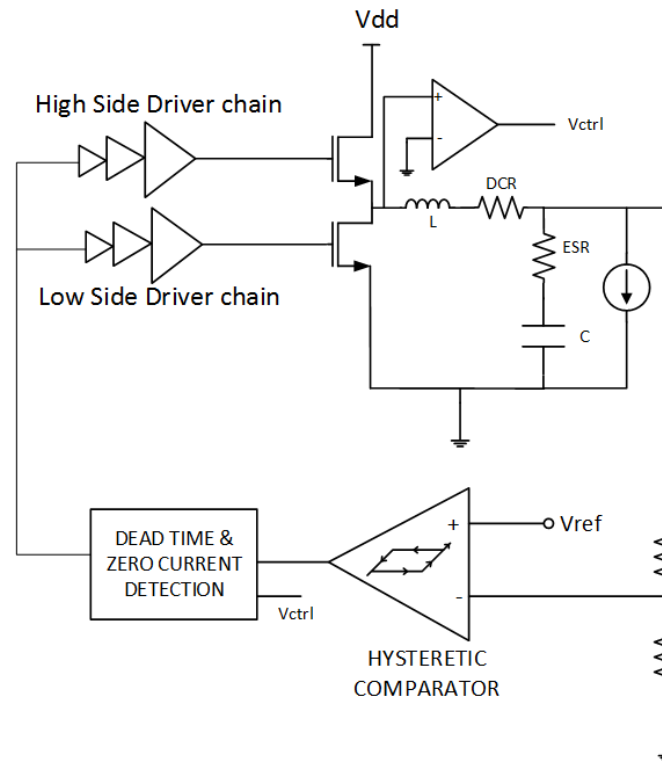 Vdd
High Side Driver chain
+
-
Vctrl
DCR
L
ESR
Low Side Driver chain
C
+
Vref
DEAD TIME &
ZERO CURRENT
DETECTION
-
Vctrl
HYSTERETIC
COMPARATOR